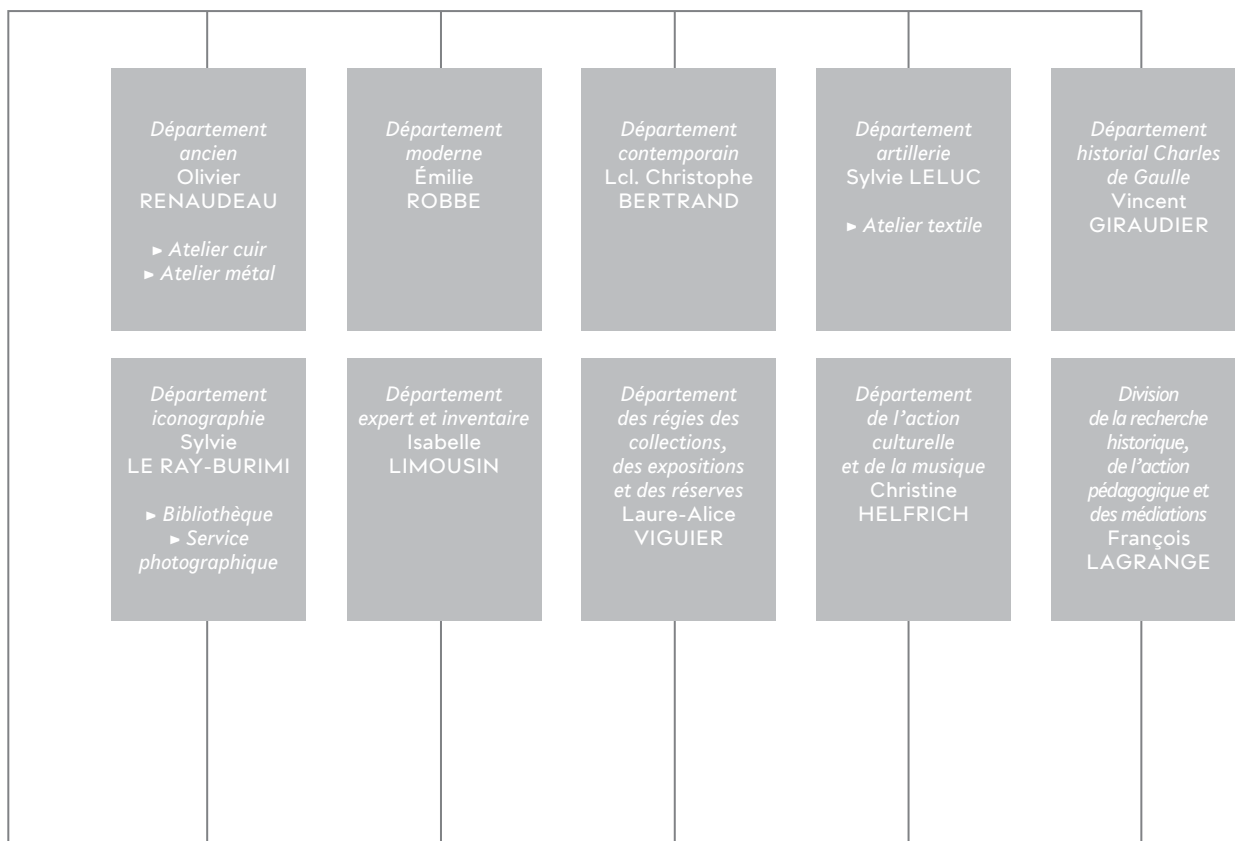 Département
ancien
Olivier
RENAUDEAU
▸ Atelier cuir
▸ Atelier métal
Département
moderne
Émilie
ROBBE
Département
contemporain
Lcl. Christophe
BERTRAND
Département
artillerie
Sylvie LELUC
▸ Atelier textile
Département
historial Charles
de Gaulle
Vincent
GIRAUDIER
Département
iconographie
Sylvie
LE RAY-BURIMI
▸ Bibliothèque
▸ Service
photographique
Département
expert et inventaire
Isabelle
LIMOUSIN
Département
des régies des
collections,
des expositions
et des réserves
Laure-Alice
VIGUIER
Département
de l’action
culturelle
et de la musique
Christine
HELFRICH
Division
de la recherche
historique,
de l’action
pédagogique et
des médiations
François
LAGRANGE